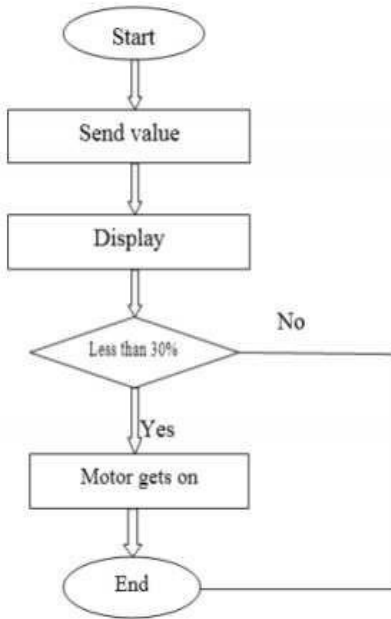 Start
Send value
Display
Less than 30%
No
Yes
Motor gets on
End